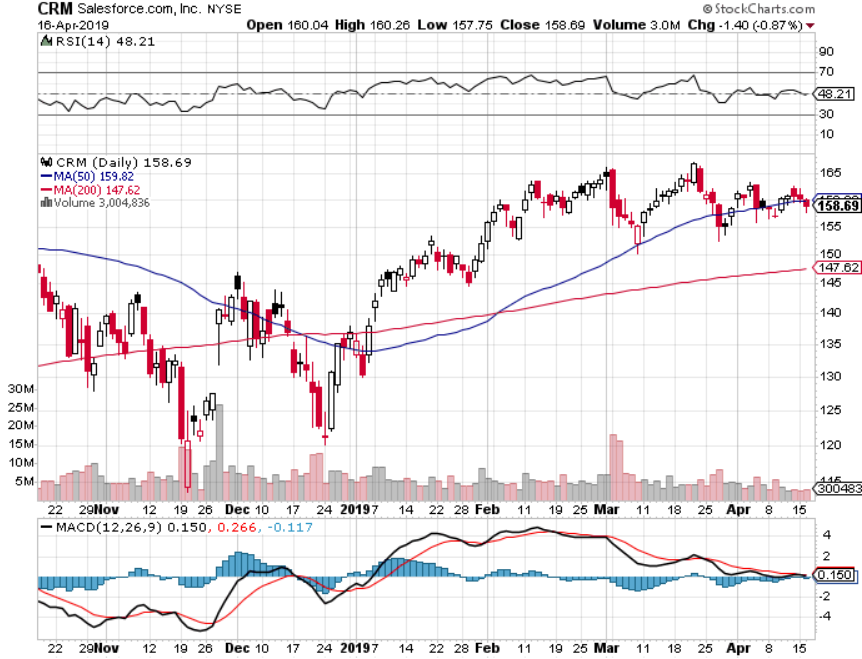 CRM Salesforce.com, Inc. NYSE © StockCharts.com
16-Apr-2019 Open 160.04 High 160.26 Low 157.75 Close 158.69 Volume 3.0M Chg -1.40 (-0.87%)
RSI(14) 48.21
90
70
48.21
30
10
CRM (Daily) 158.69
MA(50) 159.82
MA(200) 147.62
Volume 3,004,836
165
158.69
155
150
147.62
145
140
135
130
125
120
115
30M
25M
20M
15M
10M
5M
300483
22 29 Nov 12 19 26 Dec 10 17 24 2019 7 14 22 28 Feb 11 19 25 Mar 11 18 25 Apr 8 15
MACD(12,26,9) 0.150, 0.266, -0.117
4
2
0.150
-2
-4
22 29 Nov 12 19 26 Dec 10 17 24 2019 7 14 22 28 Feb 11 19 25 Mar 11 18 25 Apr 8 15